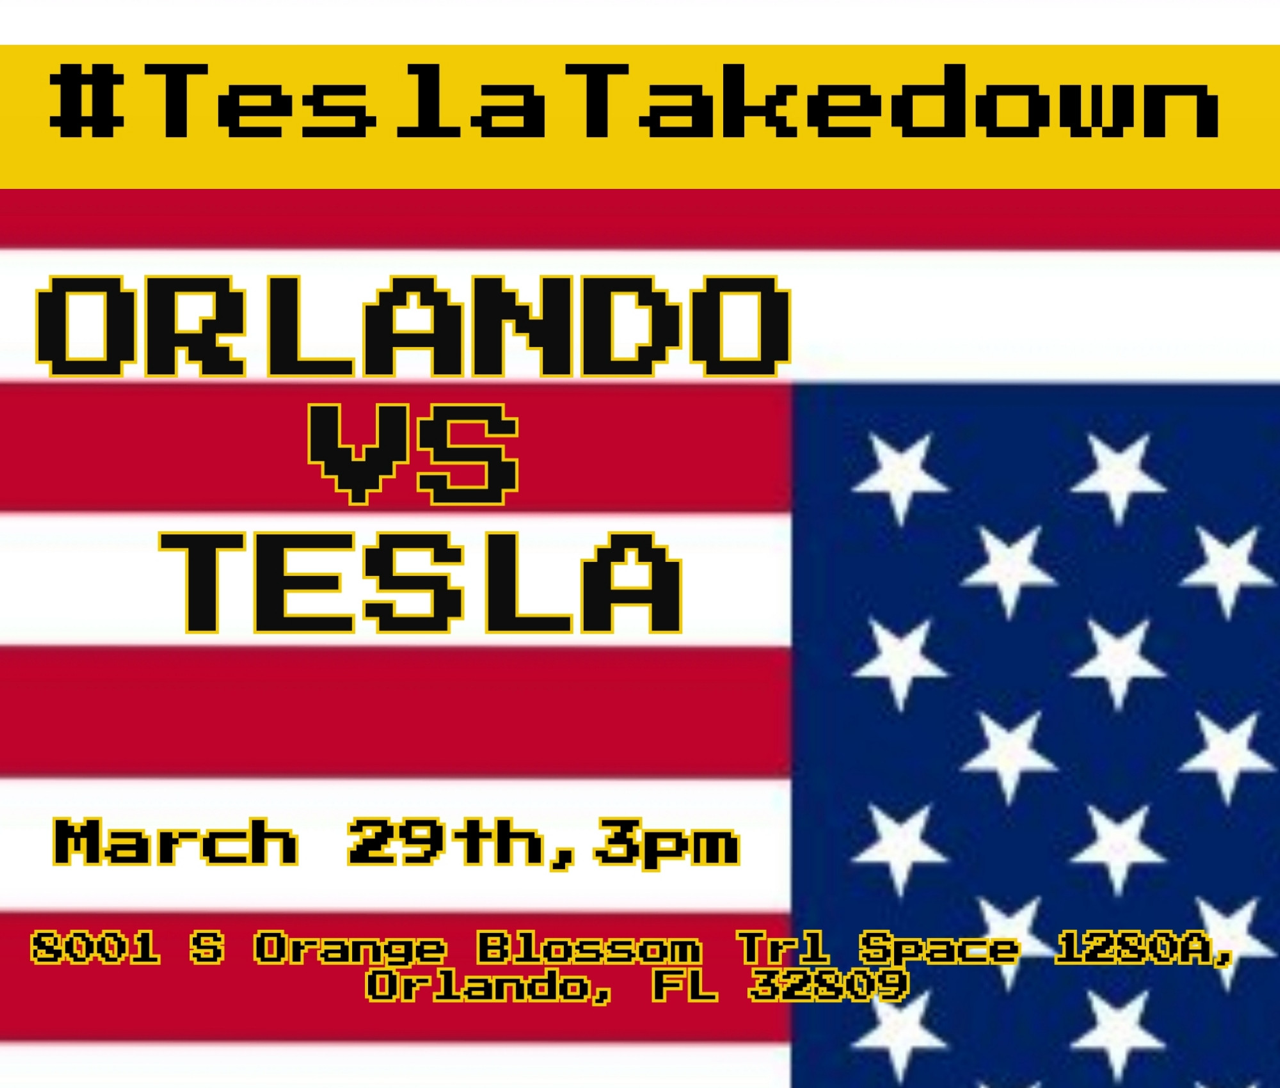 #TeslaTakedown
ORLANDO
VS
TESLA
March 29th,3pm
8001 S Orange Blossom Trl Space 1280A,
Orlando, FL 32809